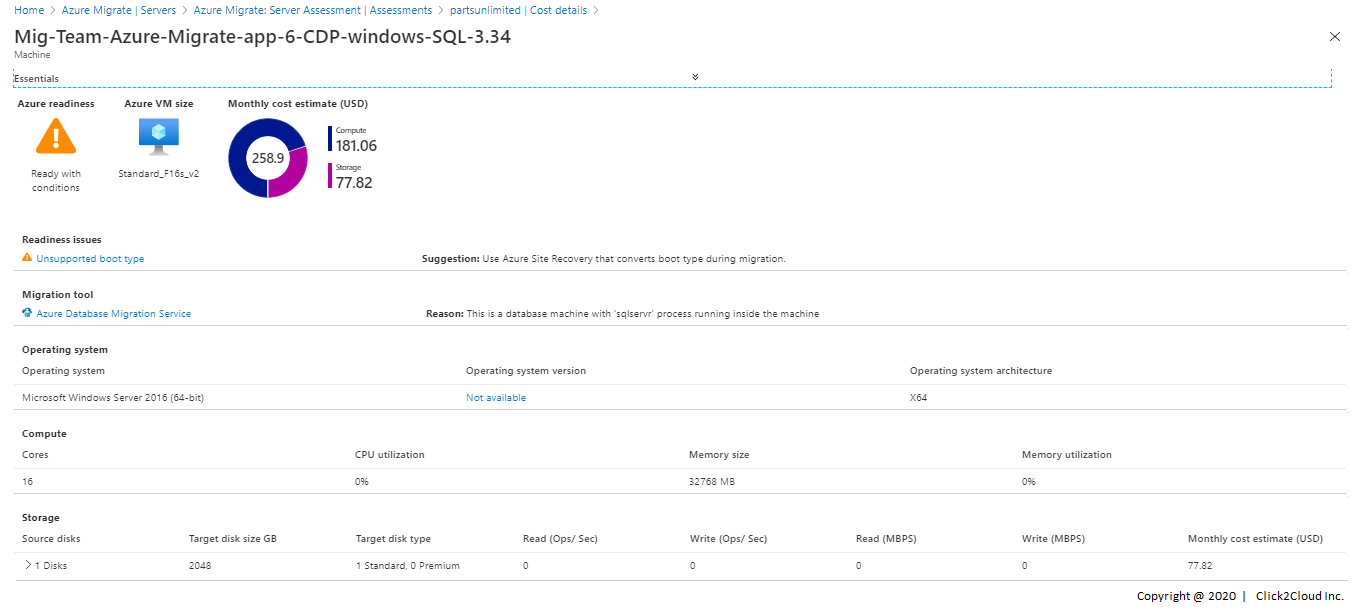 Home > Azure Migrate | Servers > Azure Migrate: Server Assessment | Assessments > partsunlimited | Cost details >
Mig-Team-Azure-Migrate-app-6-CDP-windows-SQL-3.34
Machine
Essentials
Azure readiness Azure VM size Monthly cost estimate (USD)
Ready with
conditions
Standard_F16s_v2
258.9
Compute
181.06
Storage
77.82
Readiness issues
Unsupported boot type Suggestion: Use Azure Site Recovery that converts boot type during migration.
Migration tool
Azure Database Migration Service Reason: This is a database machine with 'sqlservr' process running inside the machine
Operating system
Operating system Operating system version Operating system architecture
Microsoft Windows Server 2016 (64-bit) Not available X64
Compute
Cores CPU utilization Memory size Memory utilization
16 0% 32768 MB 0%
Storage
Source disks Target disk size GB Target disk type Read (Ops/ Sec) Write (Ops/ Sec) Read (MBPS) Write (MBPS) Monthly cost estimate (USD)
1 Disks 2048 1 Standard, 0 Premium 0 0 0 0 77.82
Copyright @ 2020 | Click2Cloud Inc.